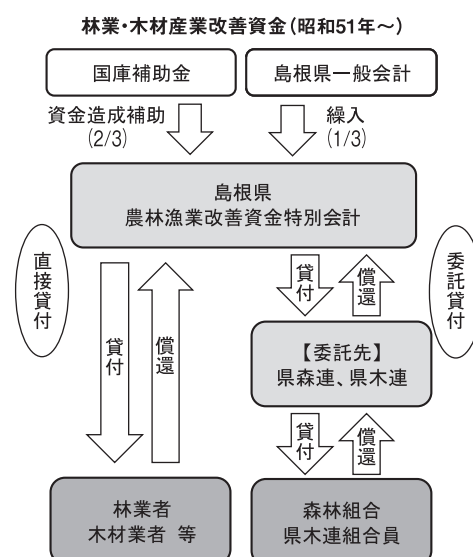 林業・木材産業改善資金（昭和51年～）
国庫補助金
島根県一般会計
資金造成補助
(2/3)
繰入
(1/3)
島根県
農林漁業改善資金特別会計
直接貸付
貸付
償還
貸付
償還
委託貸付
【委託先】
県森連、県木連
貸付
償還
林業者
木材業者 等
森林組合
県木連組合員